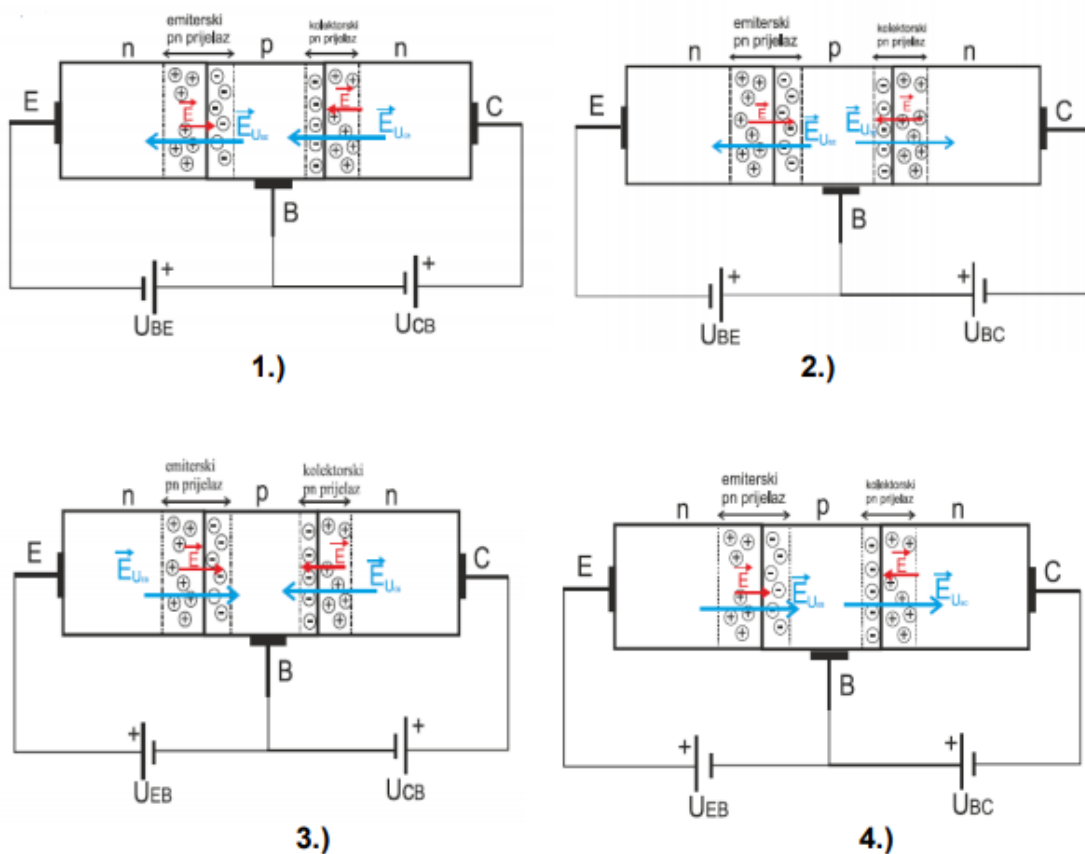 emiterski
pn prijelaz
kolektorski
pn prijelaz
n
p
n
E
C
E
E
E
E
B
+
+
UBE
UCB
1.)
emiterski
pn prijelaz
kolektorski
pn prijelaz
n
p
n
E
C
E
E
E
E
B
+
+
UBE
UBC
2.)
emiterski
pn prijelaz
kolektorski
pn prijelaz
n
p
n
E
C
E
E
E
E
B
+
+
UEB
UCB
3.)
emiterski
pn prijelaz
kolektorski
pn prijelaz
n
p
n
E
C
E
E
E
E
B
+
+
UEB
UBC
4.)